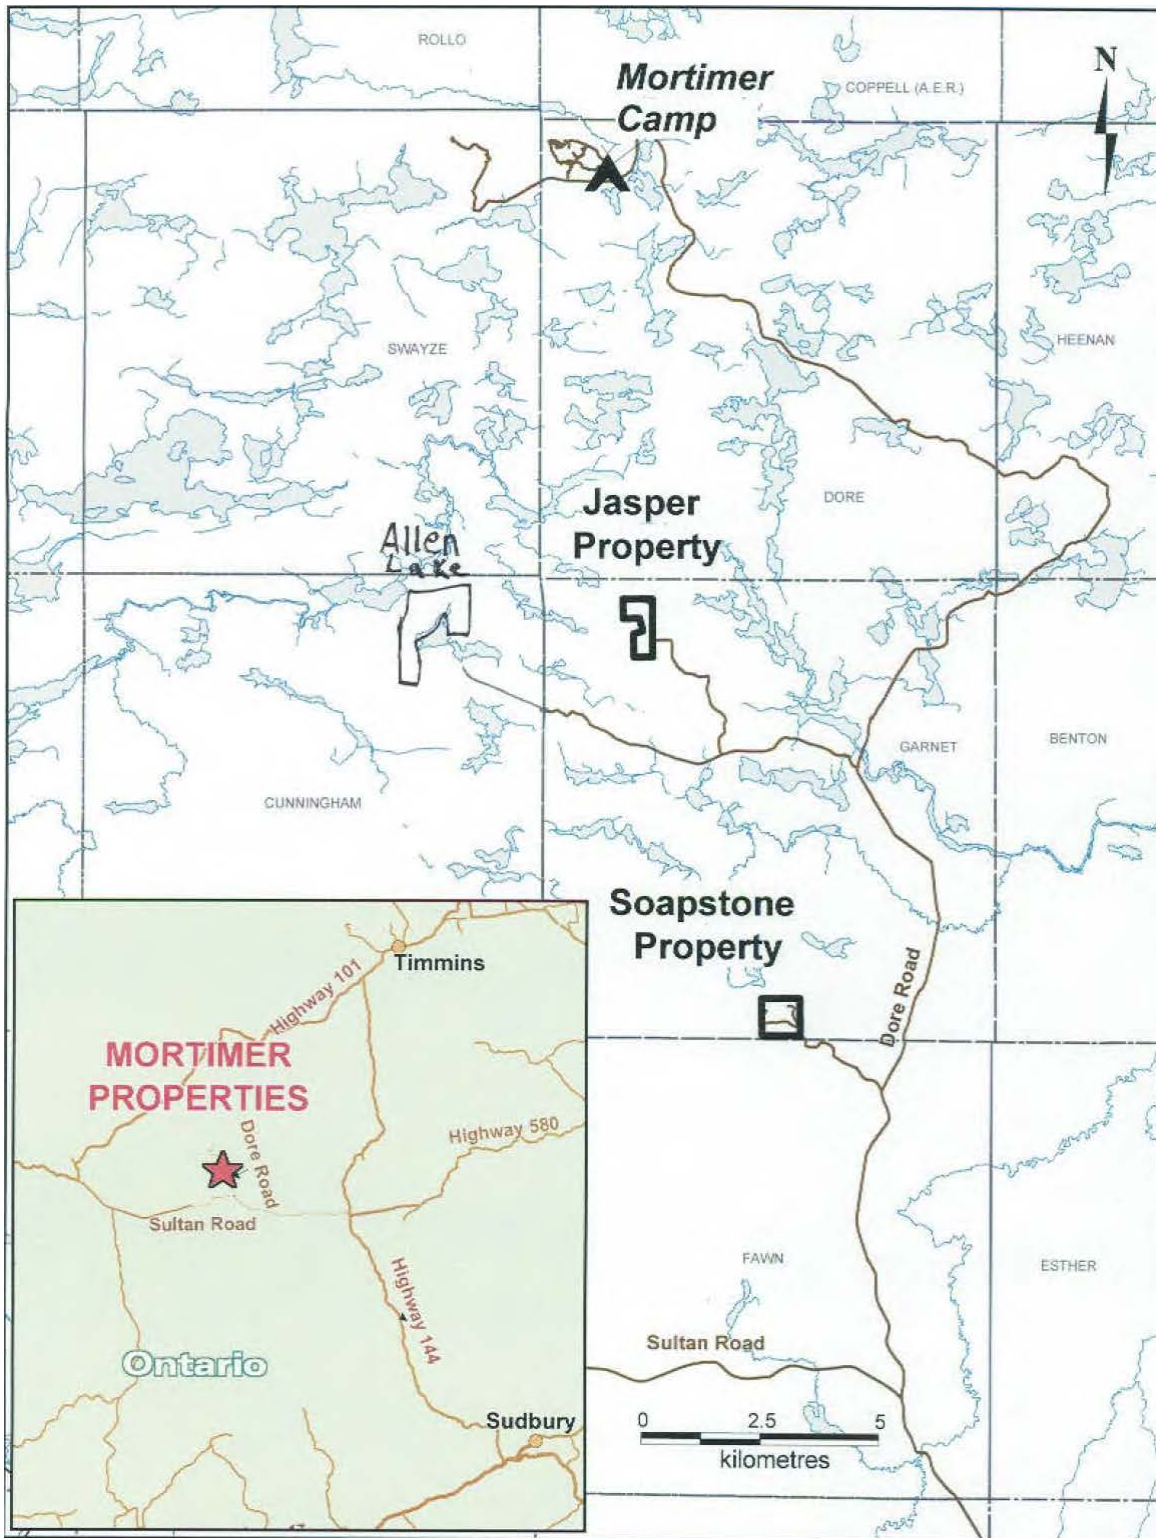 ROLLO
Mortimer
Camp
COPPELL (A.E.R.)
N
SWAYZE
HEENAN
DORE
Jasper
Property
Allen
Lake
GARNET
BENTON
CUNNINGHAM
Soapstone
Property
Dore Road
Timmins
Highway 101
MORTIMER
PROPERTIES
Highway 580
Dore Road
Sultan Road
Highway 144
Ontario
Sudbury
FAWN
ESTHER
Sultan Road
0 2.5 5
kilometres